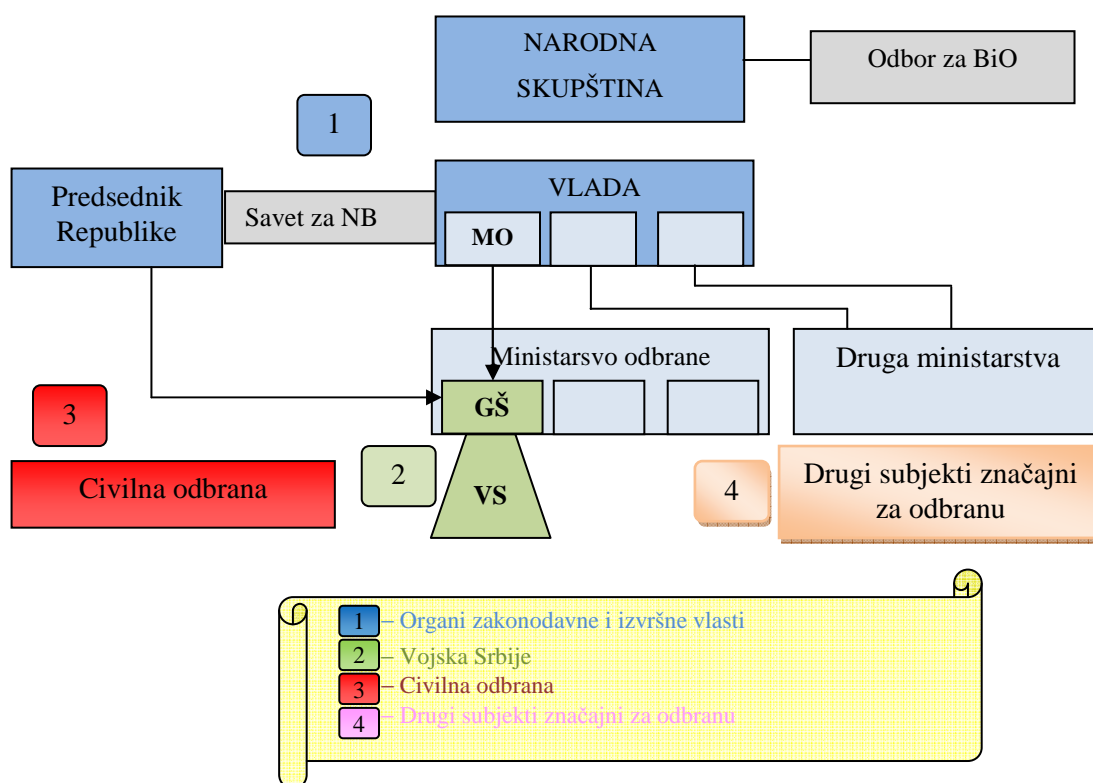 NARODNA
SKUPŠTINA
Odbor za BiO
1
Predsednik
Republike
Savet za NB
VLADA
MO
Ministarsvo odbrane
GŠ
Druga ministarstva
3
Civilna odbrana
2
VS
4
Drugi subjekti značajni
za odbranu
1 – Organi zakonodavne i izvršne vlasti
2 – Vojska Srbije
3 – Civilna odbrana
4 – Drugi subjekti značajni za odbranu